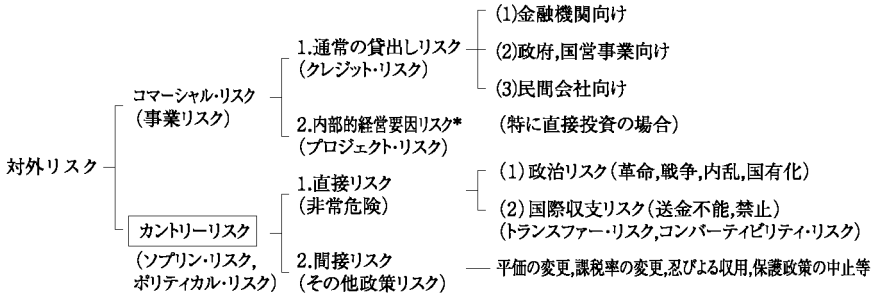 対外リスク
コマーシャル・リスク
(事業リスク)
1.通常の貸出しリスク
(クレジット・リスク)
(1)金融機関向け
(2)政府,国営事業向け
(3)民間会社向け
2.内部的経営要因リスク*
(プロジェクト・リスク)
(特に直接投資の場合)
カントリーリスク
(ソブリン・リスク,
ポリティカル・リスク)
1.直接リスク
(非常危険)
(1)政治リスク(革命,戦争,内乱,国有化)
(2)国際収支リスク(送金不能,禁止)
(トランスファー・リスク,コンバーティビリティ・リスク)
2.間接リスク
(その他政策リスク)
平価の変更,課税率の変更,忍びよる収用,保護政策の中止等